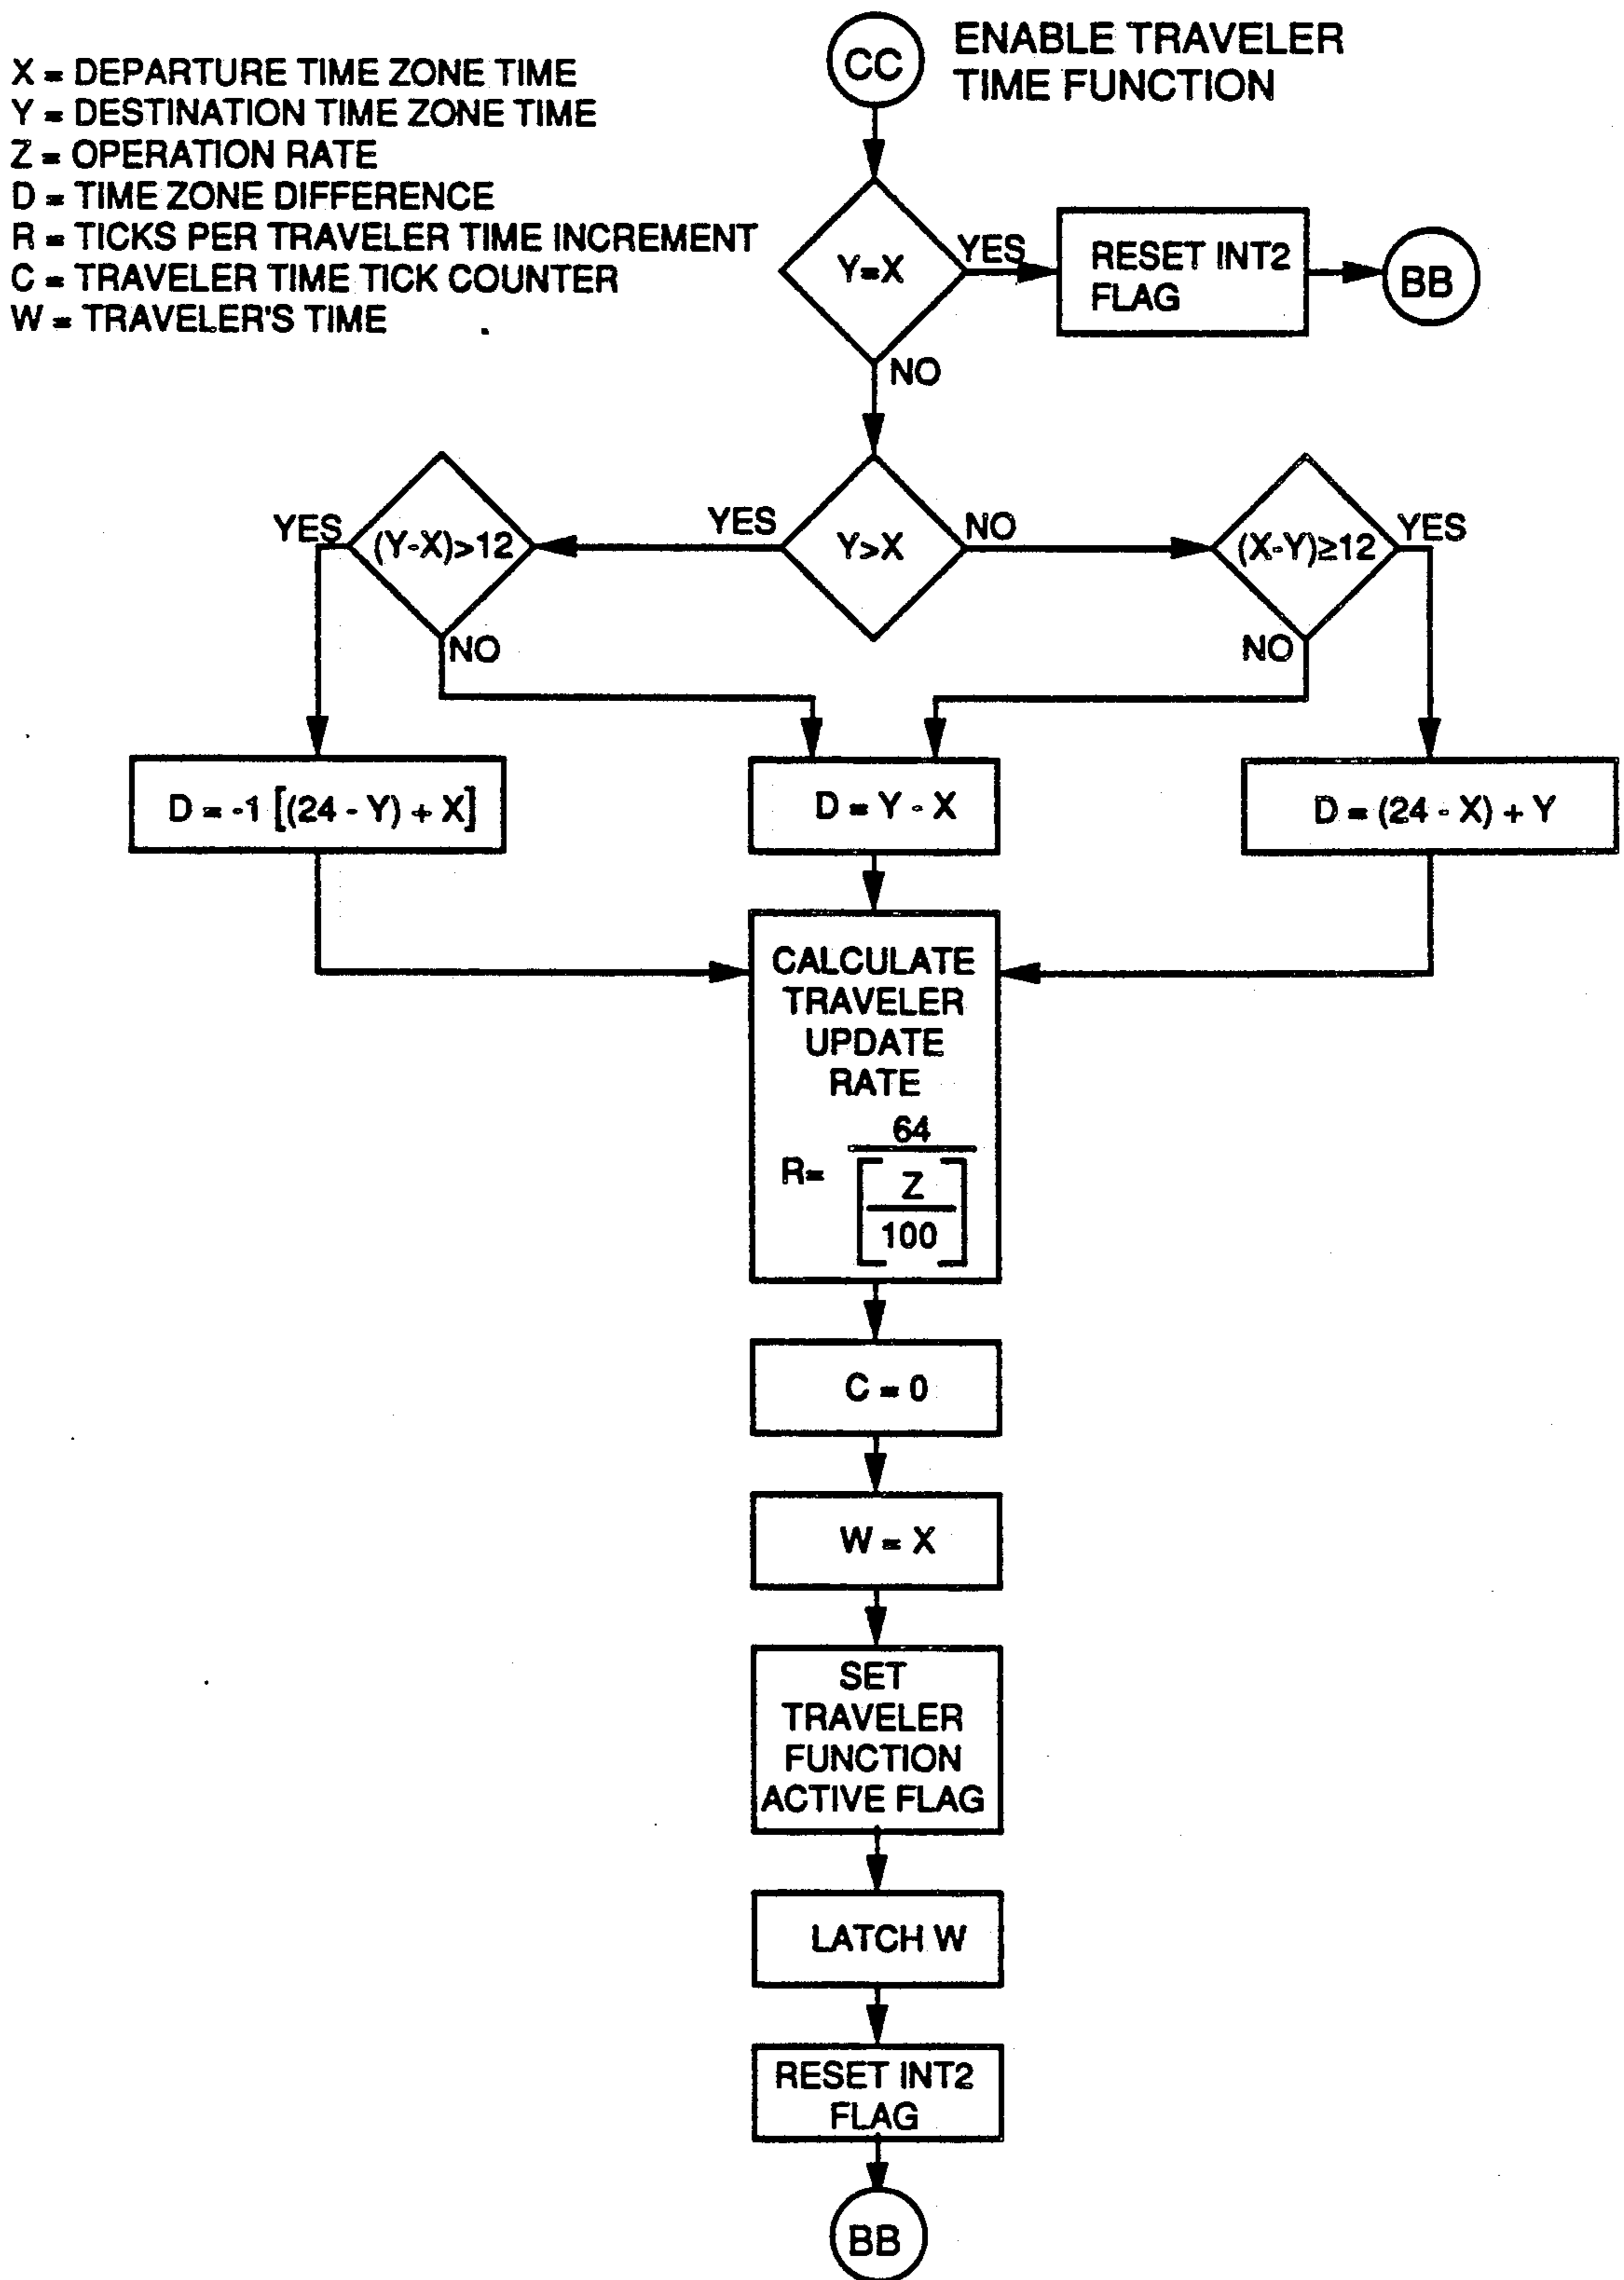 CC
ENABLE TRAVELER
TIME FUNCTION
X = DEPARTURE TIME ZONE TIME
Y = DESTINATION TIME ZONE TIME
Z = OPERATION RATE
D = TIME ZONE DIFFERENCE
R = TICKS PER TRAVELER TIME INCREMENT
C = TRAVELER TIME TICK COUNTER
W = TRAVELER'S TIME
Y=X
YES
RESET INT2
FLAG
BB
NO
YES
(Y-X)>12
YES
Y>X
NO
(X-Y)≥12
YES
NO
NO
D = -1 [(24 - Y) + X]
D = Y - X
D = (24 - X) + Y
CALCULATE
TRAVELER
UPDATE
RATE
64
R=
Z
100
C = 0
W = X
SET
TRAVELER
FUNCTION
ACTIVE FLAG
LATCH W
RESET INT2
FLAG
BB